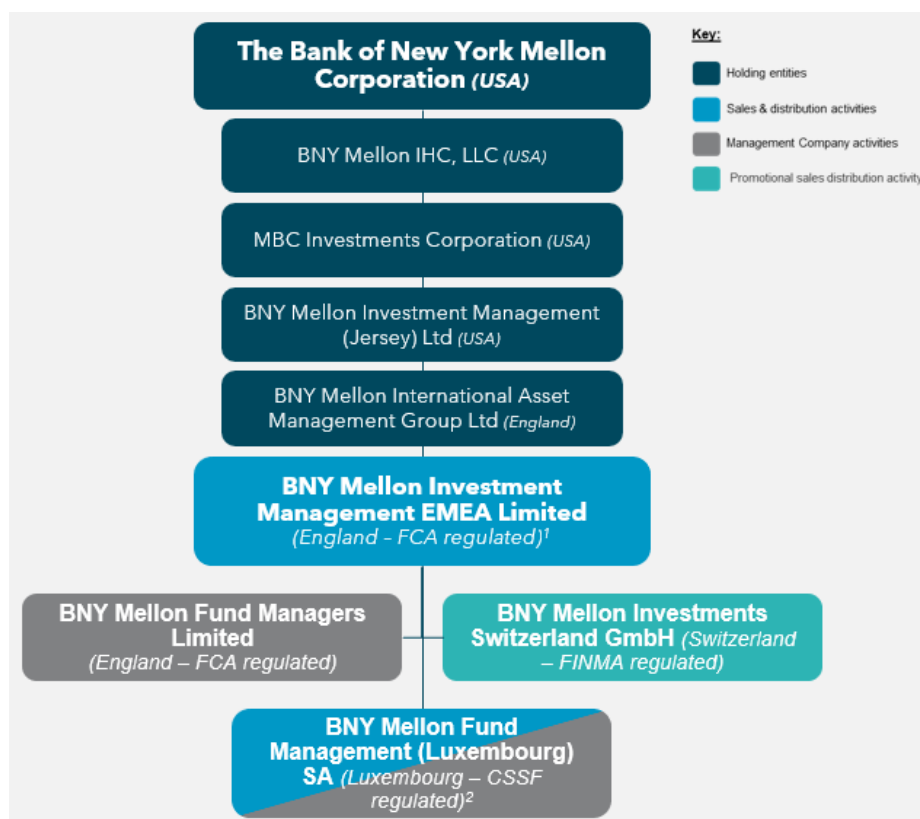 The Bank of New York Mellon
Corporation (USA)
Key:
Holding entities
Sales & distribution activities
Management Company activities
Promotional sales distribution activity
BNY Mellon IHC, LLC (USA)
MBC Investments Corporation (USA)
BNY Mellon Investment Management
(Jersey) Ltd (USA)
BNY Mellon International Asset
Management Group Ltd (England)
BNY Mellon Investment
Management EMEA Limited
(England - FCA regulated)¹
BNY Mellon Fund Managers
Limited
(England – FCA regulated)
BNY Mellon Investments
Switzerland GmbH (Switzerland
– FINMA regulated)
BNY Mellon Fund
Management (Luxembourg)
SA (Luxembourg – CSSF
regulated)²